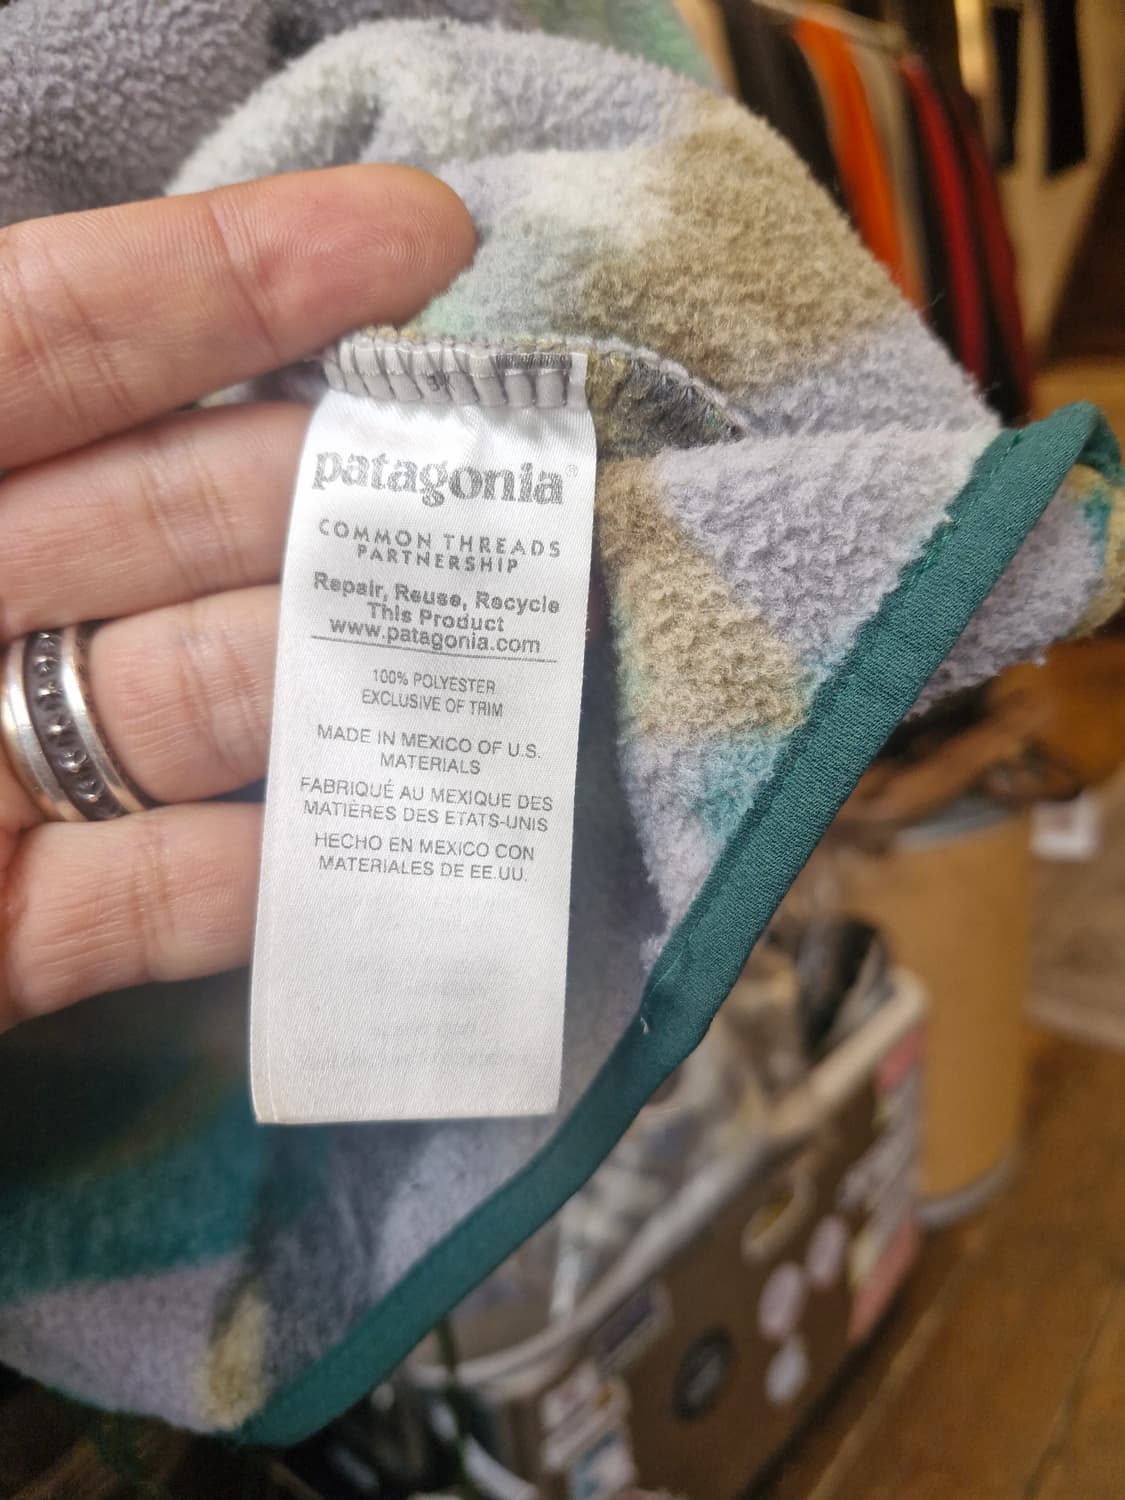 patagonia®
COMMON THREADS
PARTNERSHIP
Repair, Reuse, Recycle
This Product
www.patagonia.com
100% POLYESTER
EXCLUSIVE OF TRIM
MADE IN MEXICO OF U.S.
MATERIALS
FABRIQUÉ AU MEXIQUE DES
MATIÈRES DES ETATS-UNIS
HECHO EN MEXICO CON
MATERIALES DE EE.UU.